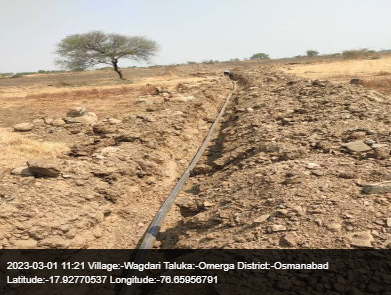 2023-03-01 11:21 Village:-Wagdari Taluka:-Omerga District:-Osmanabad
Latitude:-17.92770537 Longitude:-76.65956791